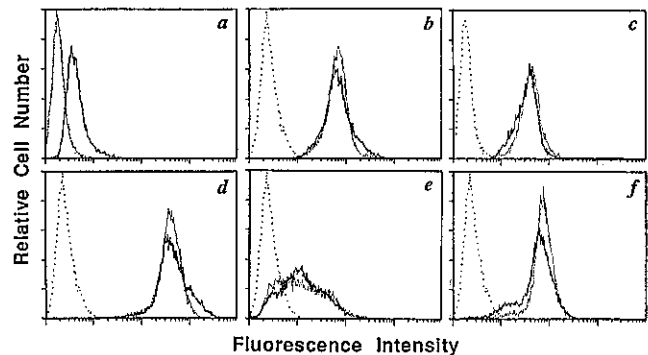 a
b
c
d
e
f
Relative Cell Number
Fluorescence Intensity